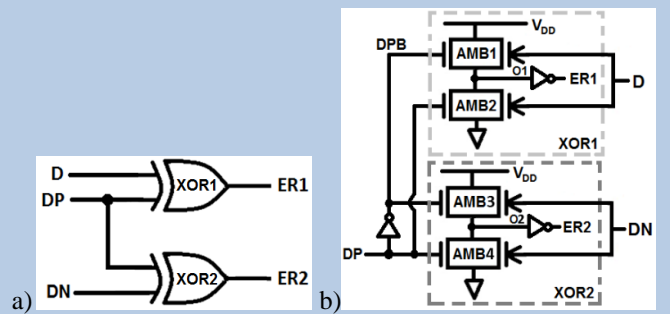 a)
D
DP
DN
XOR1
ER1
XOR2
ER2
b)
V_DD
DPB
AMB1
O1
ER1
D
AMB2
XOR1
V_DD
AMB3
O2
ER2
DN
DP
AMB4
XOR2